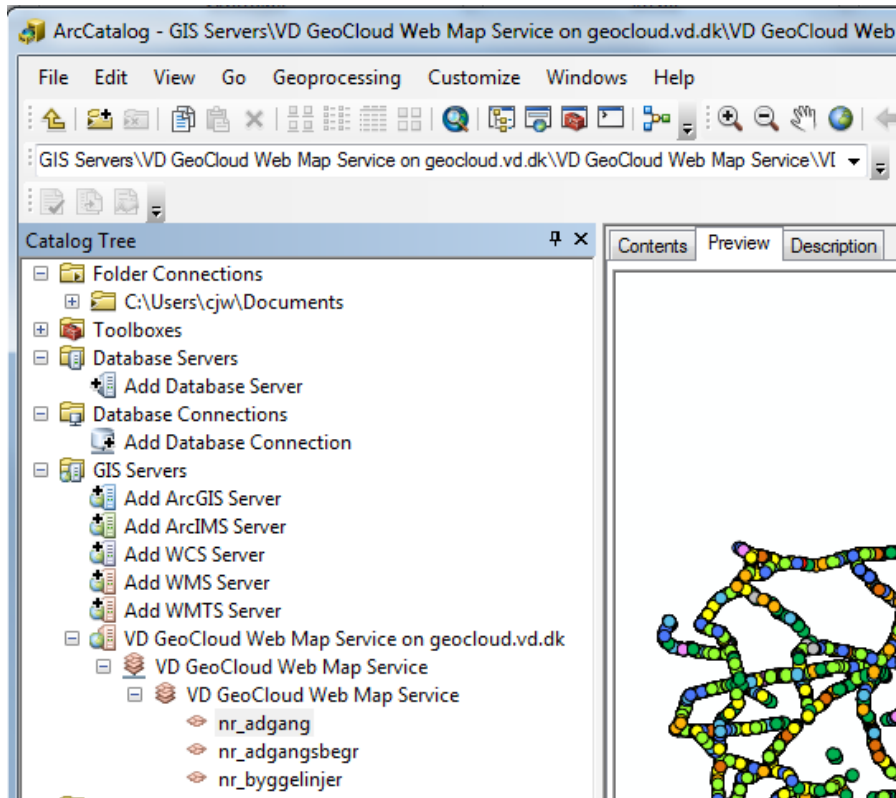 ArcCatalog - GIS Servers\VD GeoCloud Web Map Service on geocloud.vd.dk\VD GeoCloud Web
File Edit View Go Geoprocessing Customize Windows Help
GIS Servers\VD GeoCloud Web Map Service on geocloud.vd.dk\VD GeoCloud Web Map Service\VD
Catalog Tree
Contents Preview Description
Folder Connections
C:\Users\cjw\Documents
Toolboxes
Database Servers
Add Database Server
Database Connections
Add Database Connection
GIS Servers
Add ArcGIS Server
Add ArcIMS Server
Add WCS Server
Add WMS Server
Add WMTS Server
VD GeoCloud Web Map Service on geocloud.vd.dk
VD GeoCloud Web Map Service
VD GeoCloud Web Map Service
nr_adgang
nr_adgangsbegr
nr_byggelinjer